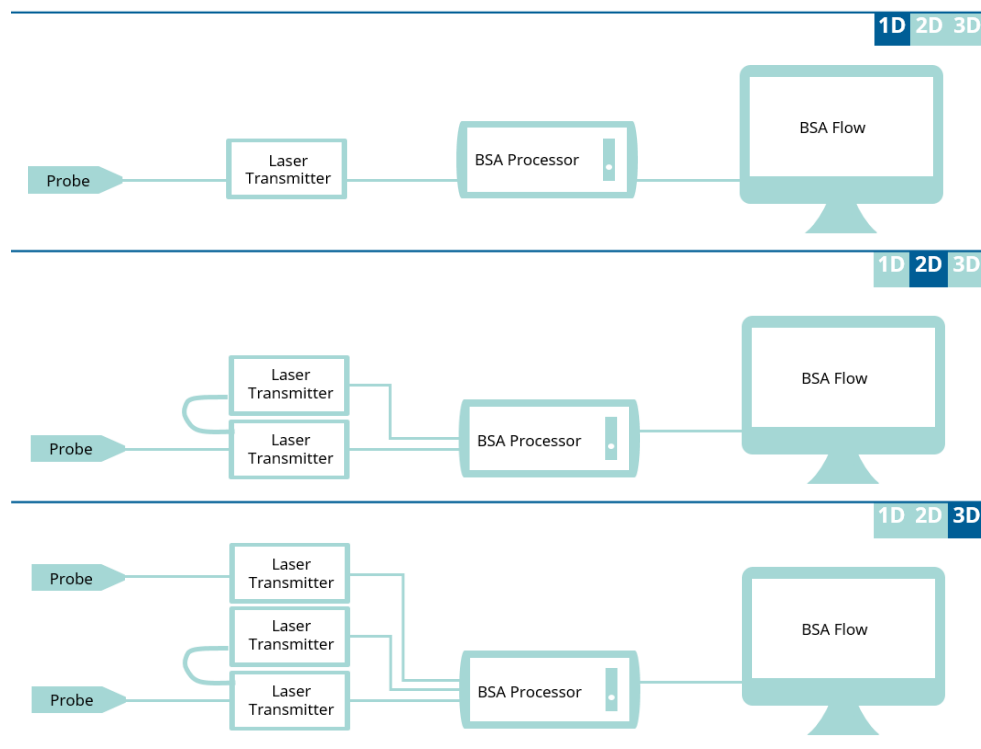 1D 2D 3D
BSA Flow
Probe
Laser
Transmitter
BSA Processor
1D 2D 3D
Laser
Transmitter
BSA Flow
Probe
Laser
Transmitter
BSA Processor
1D 2D 3D
Probe
Laser
Transmitter
Laser
Transmitter
BSA Flow
Probe
Laser
Transmitter
BSA Processor